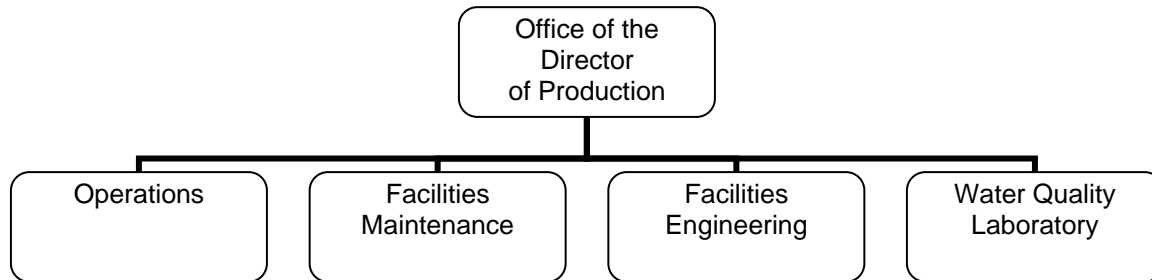 Office of the
Director
of Production
Operations
Facilities
Maintenance
Facilities
Engineering
Water Quality
Laboratory